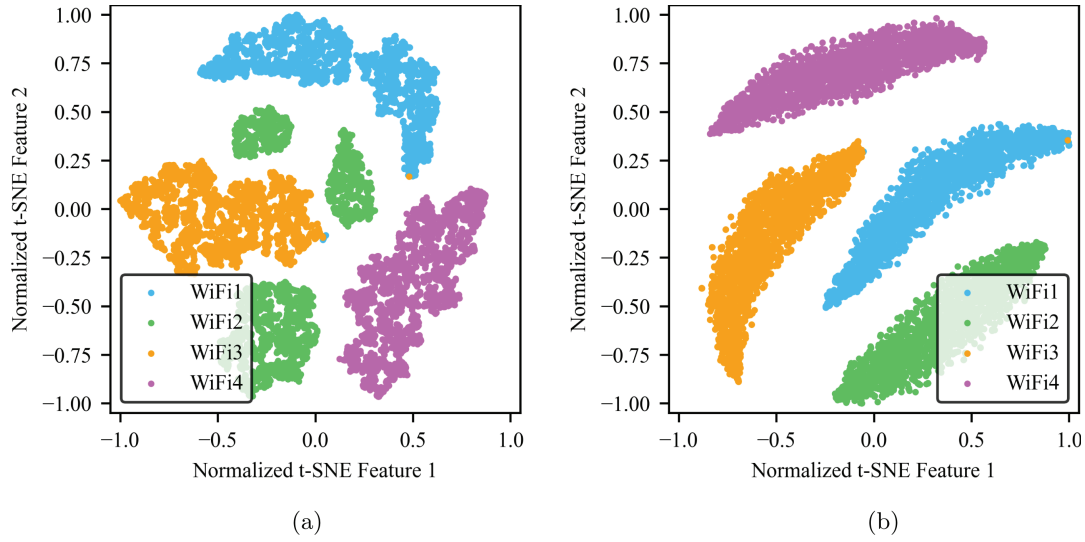 1.00
0.75
0.50
0.25
0.00
−0.25
−0.50
−0.75
−1.00
Normalized t-SNE Feature 2
WiFi1
WiFi2
WiFi3
WiFi4
−1.0
−0.5
0.0
0.5
1.0
Normalized t-SNE Feature 1
(a)
1.00
0.75
0.50
0.25
0.00
−0.25
−0.50
−0.75
−1.00
Normalized t-SNE Feature 2
WiFi1
WiFi2
WiFi3
WiFi4
−1.0
−0.5
0.0
0.5
1.0
Normalized t-SNE Feature 1
(b)